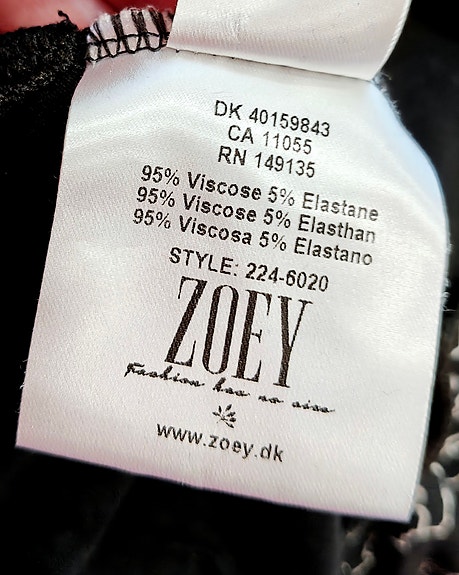 DK 40159843
CA 11055
RN 149135
95% Viscose 5% Elastane
95% Viscose 5% Elasthan
95% Viscosa 5% Elastano
STYLE: 224-6020
ZOEY
Fashion has no size
www.zoey.dk